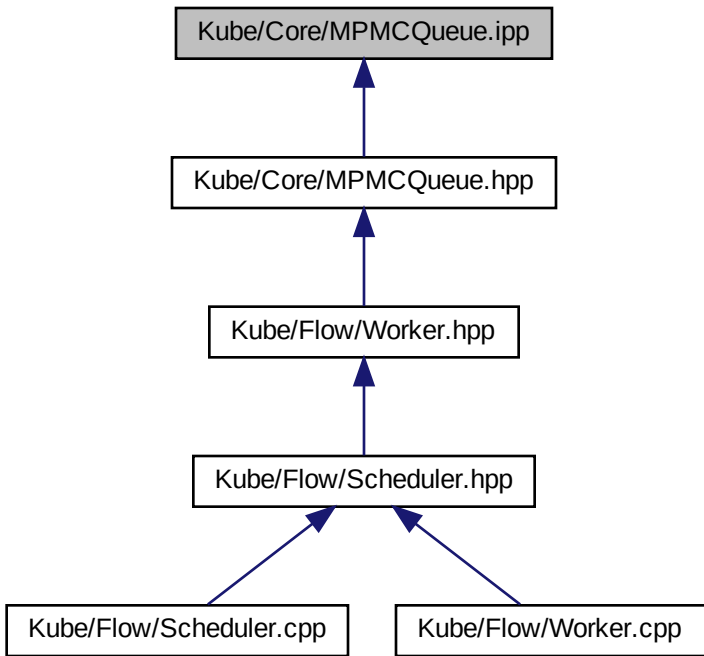 Kube/Core/MPMCQueue.ipp
Kube/Core/MPMCQueue.hpp
Kube/Flow/Worker.hpp
Kube/Flow/Scheduler.hpp
Kube/Flow/Scheduler.cpp
Kube/Flow/Worker.cpp